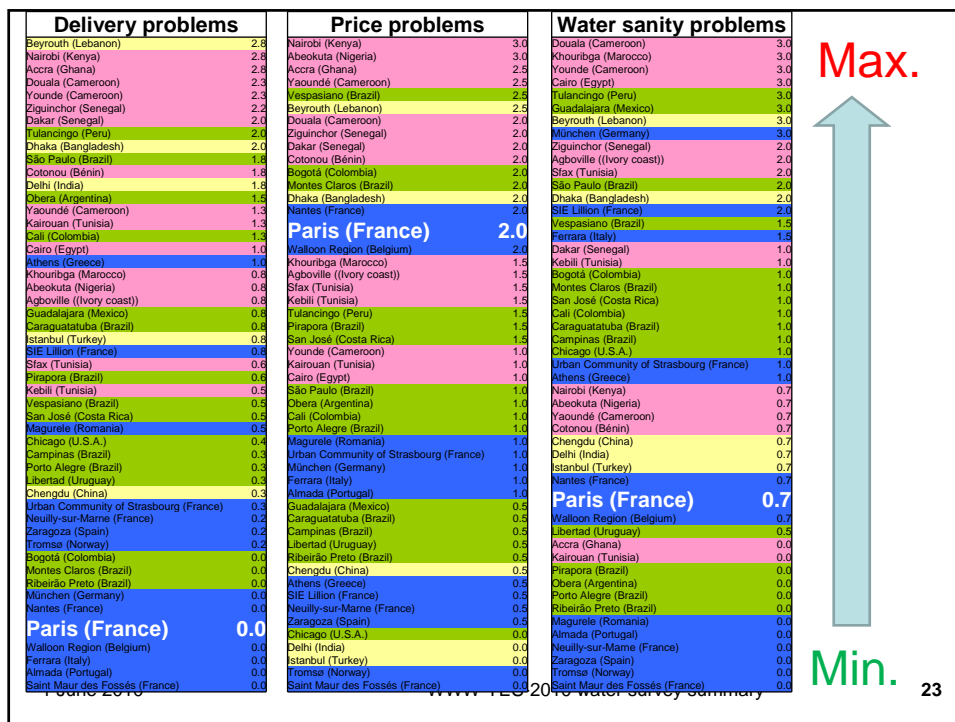 Delivery problems
Beyrouth (Lebanon) 2.8
Nairobi (Kenya) 2.8
Accra (Ghana) 2.8
Douala (Cameroon) 2.3
Younde (Cameroon) 2.3
Ziguinchor (Senegal) 2.2
Dakar (Senegal) 2.0
Tulancingo (Peru) 2.0
Dhaka (Bangladesh) 2.0
São Paulo (Brazil) 1.8
Cotonou (Bénin) 1.8
Delhi (India) 1.8
Obera (Argentina) 1.5
Yaoundé (Cameroon) 1.3
Kairouan (Tunisia) 1.3
Cali (Colombia) 1.3
Cairo (Egypt) 1.0
Athens (Greece) 1.0
Khouribga (Marocco) 0.8
Abeokuta (Nigeria) 0.8
Agboville ((Ivory coast)) 0.8
Guadalajara (Mexico) 0.8
Caraguatatuba (Brazil) 0.8
Istanbul (Turkey) 0.8
SIE Lillion (France) 0.8
Sfax (Tunisia) 0.6
Pirapora (Brazil) 0.6
Kebili (Tunisia) 0.5
Vespasiano (Brazil) 0.5
San José (Costa Rica) 0.5
Magurele (Romania) 0.5
Chicago (U.S.A.) 0.4
Campinas (Brazil) 0.3
Porto Alegre (Brazil) 0.3
Libertad (Uruguay) 0.3
Chengdu (China) 0.3
Urban Community of Strasbourg (France) 0.3
Neuilly-sur-Marne (France) 0.2
Zaragoza (Spain) 0.2
Tromsø (Norway) 0.2
Bogotá (Colombia) 0.0
Montes Claros (Brazil) 0.0
Ribeirão Preto (Brazil) 0.0
München (Germany) 0.0
Nantes (France) 0.0
Paris (France) 0.0
Walloon Region (Belgium) 0.0
Ferrara (Italy) 0.0
Almada (Portugal) 0.0
Saint Maur des Fossés (France) 0.0
Price problems
Nairobi (Kenya) 3.0
Abeokuta (Nigeria) 3.0
Accra (Ghana) 2.5
Yaoundé (Cameroon) 2.5
Vespasiano (Brazil) 2.5
Beyrouth (Lebanon) 2.5
Douala (Cameroon) 2.0
Ziguinchor (Senegal) 2.0
Dakar (Senegal) 2.0
Cotonou (Bénin) 2.0
Bogotá (Colombia) 2.0
Montes Claros (Brazil) 2.0
Dhaka (Bangladesh) 2.0
Nantes (France) 2.0
Paris (France) 2.0
Walloon Region (Belgium) 2.0
Khouribga (Marocco) 1.5
Agboville ((Ivory coast)) 1.5
Sfax (Tunisia) 1.5
Kebili (Tunisia) 1.5
Tulancingo (Peru) 1.5
Pirapora (Brazil) 1.5
San José (Costa Rica) 1.5
Younde (Cameroon) 1.0
Kairouan (Tunisia) 1.0
Cairo (Egypt) 1.0
São Paulo (Brazil) 1.0
Obera (Argentina) 1.0
Cali (Colombia) 1.0
Porto Alegre (Brazil) 1.0
Magurele (Romania) 1.0
Urban Community of Strasbourg (France) 1.0
München (Germany) 1.0
Ferrara (Italy) 1.0
Almada (Portugal) 1.0
Guadalajara (Mexico) 0.5
Caraguatatuba (Brazil) 0.5
Campinas (Brazil) 0.5
Libertad (Uruguay) 0.5
Ribeirão Preto (Brazil) 0.5
Chengdu (China) 0.5
Athens (Greece) 0.5
SIE Lillion (France) 0.5
Neuilly-sur-Marne (France) 0.5
Zaragoza (Spain) 0.5
Chicago (U.S.A.) 0.0
Delhi (India) 0.0
Istanbul (Turkey) 0.0
Tromsø (Norway) 0.0
Saint Maur des Fossés (France) 0.0
Water sanity problems
Douala (Cameroon) 3.0
Khouribga (Marocco) 3.0
Younde (Cameroon) 3.0
Cairo (Egypt) 3.0
Tulancingo (Peru) 3.0
Guadalajara (Mexico) 3.0
Beyrouth (Lebanon) 3.0
München (Germany) 3.0
Ziguinchor (Senegal) 2.0
Agboville ((Ivory coast)) 2.0
Sfax (Tunisia) 2.0
São Paulo (Brazil) 2.0
Dhaka (Bangladesh) 2.0
SIE Lillion (France) 2.0
Vespasiano (Brazil) 1.5
Ferrara (Italy) 1.5
Dakar (Senegal) 1.0
Kebili (Tunisia) 1.0
Bogotá (Colombia) 1.0
Montes Claros (Brazil) 1.0
San José (Costa Rica) 1.0
Cali (Colombia) 1.0
Caraguatatuba (Brazil) 1.0
Campinas (Brazil) 1.0
Chicago (U.S.A.) 1.0
Urban Community of Strasbourg (France) 1.0
Athens (Greece) 1.0
Nairobi (Kenya) 0.7
Abeokuta (Nigeria) 0.7
Yaoundé (Cameroon) 0.7
Cotonou (Bénin) 0.7
Chengdu (China) 0.7
Delhi (India) 0.7
Istanbul (Turkey) 0.7
Nantes (France) 0.7
Paris (France) 0.7
Walloon Region (Belgium) 0.7
Libertad (Uruguay) 0.5
Accra (Ghana) 0.0
Kairouan (Tunisia) 0.0
Pirapora (Brazil) 0.0
Obera (Argentina) 0.0
Porto Alegre (Brazil) 0.0
Ribeirão Preto (Brazil) 0.0
Magurele (Romania) 0.0
Almada (Portugal) 0.0
Neuilly-sur-Marne (France) 0.0
Zaragoza (Spain) 0.0
Tromsø (Norway) 0.0
Saint Maur des Fossés (France) 0.0
Max.
Min.
2010 water survey summary
23